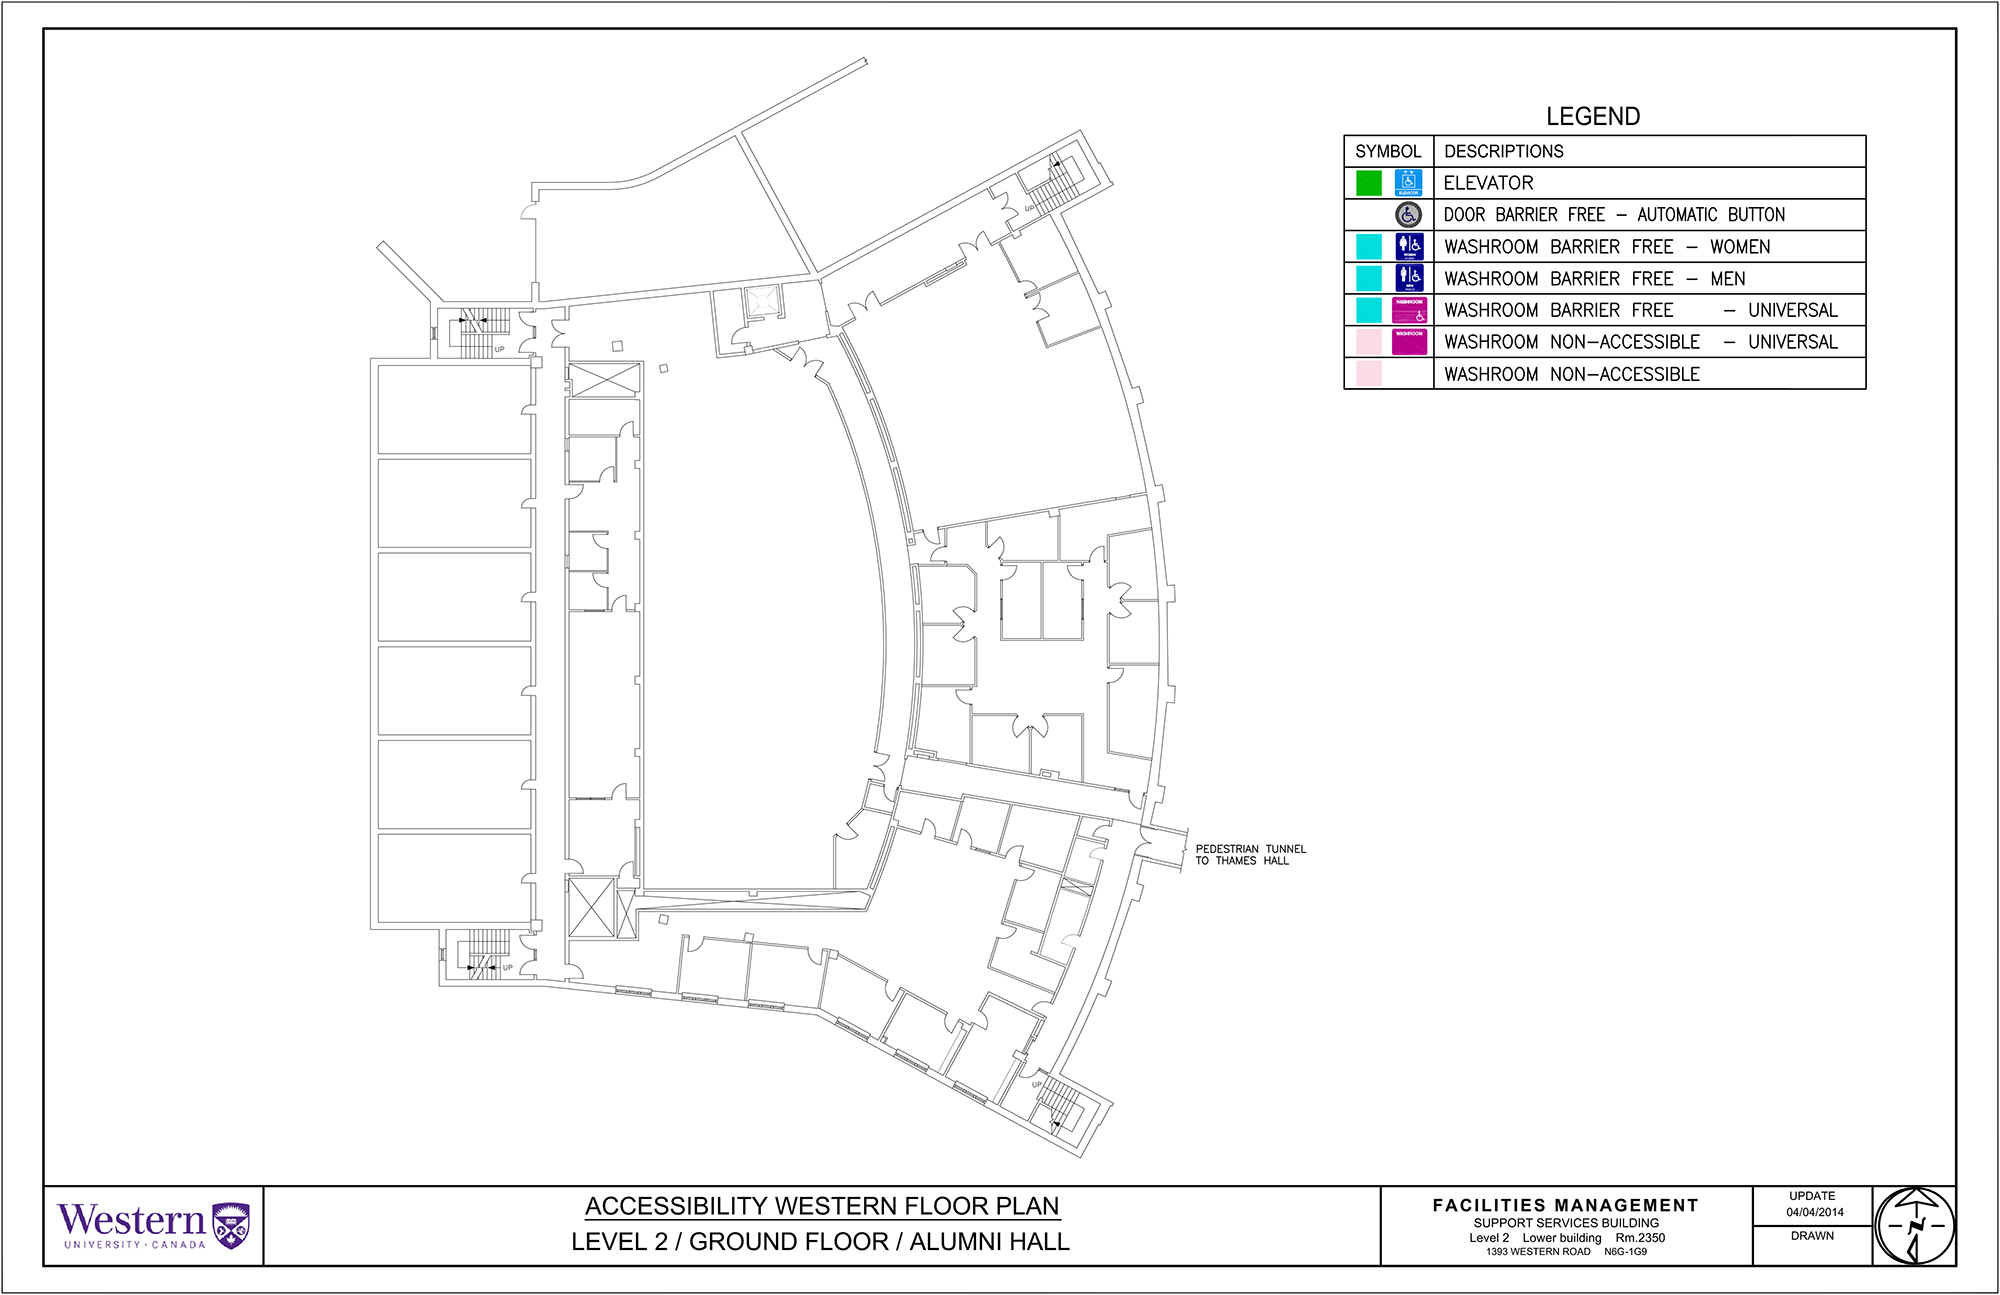 LEGEND
SYMBOL DESCRIPTIONS
ELEVATOR ELEVATOR
DOOR BARRIER FREE - AUTOMATIC BUTTON
WOMEN WASHROOM BARRIER FREE - WOMEN
MEN WASHROOM BARRIER FREE - MEN
WASHROOM WASHROOM BARRIER FREE - UNIVERSAL
WASHROOM WASHROOM NON-ACCESSIBLE - UNIVERSAL
WASHROOM NON-ACCESSIBLE
UP
UP
PEDESTRIAN TUNNEL
TO THAMES HALL
UP
UP
Western
UNIVERSITY · CANADA
ACCESSIBILITY WESTERN FLOOR PLAN
LEVEL 2 / GROUND FLOOR / ALUMNI HALL
FACILITIES MANAGEMENT
SUPPORT SERVICES BUILDING
Level 2 Lower building Rm.2350
1393 WESTERN ROAD N6G-1G9
UPDATE
04/04/2014
DRAWN
N